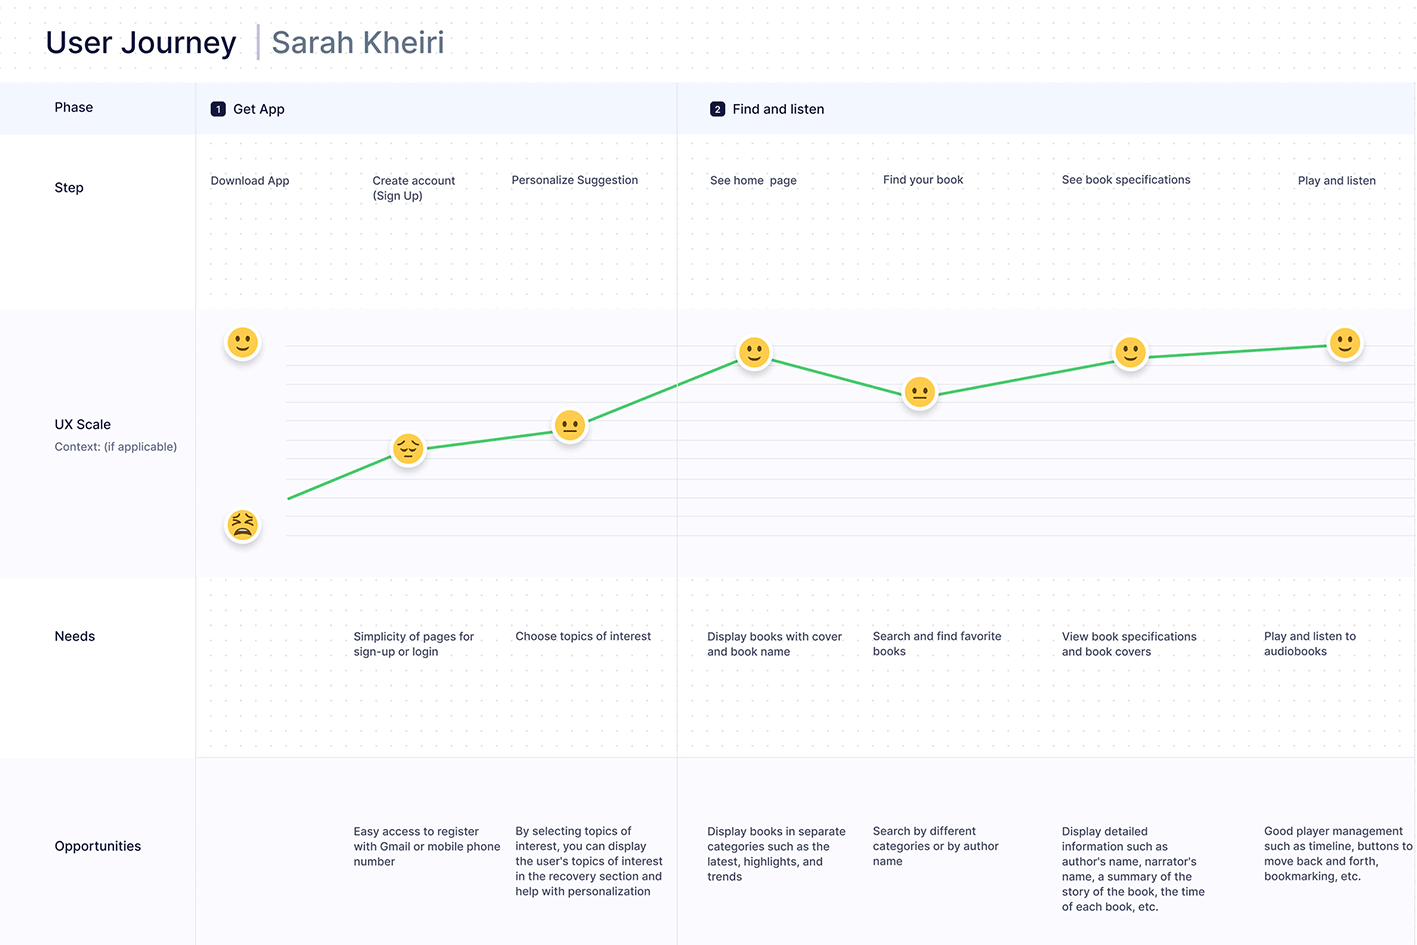 User Journey | Sarah Kheiri
Phase
1 Get App
2 Find and listen
Step
Download App
Create account
(Sign Up)
Personalize Suggestion
See home page
Find your book
See book specifications
Play and listen
UX Scale
Context: (if applicable)
Needs
Simplicity of pages for
sign-up or login
Choose topics of interest
Display books with cover
and book name
Search and find favorite
books
View book specifications
and book covers
Play and listen to
audiobooks
Opportunities
Easy access to register
with Gmail or mobile phone
number
By selecting topics of
interest, you can display
the user's topics of interest
in the recovery section and
help with personalization
Display books in separate
categories such as the
latest, highlights, and
trends
Search by different
categories or by author
name
Display detailed
information such as
author's name, narrator's
name, a summary of the
story of the book, the time
of each book, etc.
Good player management
such as timeline, buttons to
move back and forth,
bookmarking, etc.